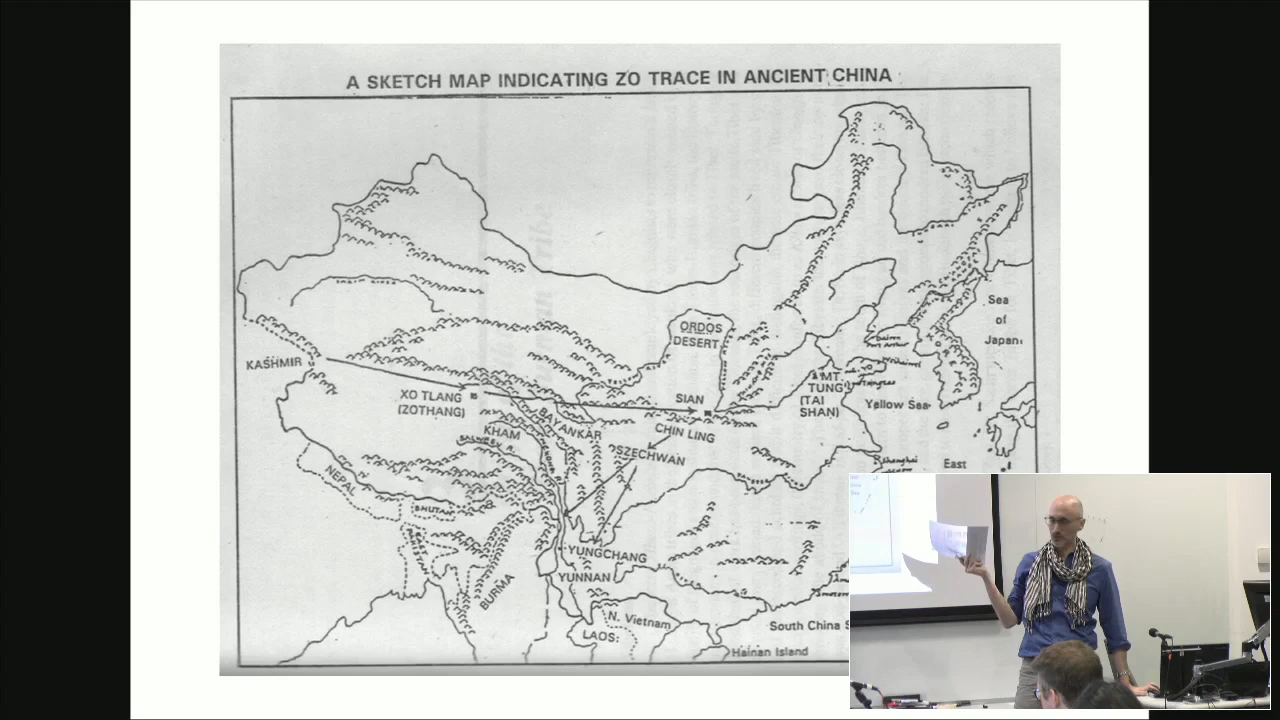 A SKETCH MAP INDICATING ZO TRACE IN ANCIENT CHINA
ORDOS
DESERT
Sea
of
Japan
KASHMIR
XO TLANG
(ZOTHANG)
SIAN
MT.
TUNG
(TAI
SHAN)
Yellow Sea
BAYANKAR
CHIN LING
KHAM
SZECHWAN
Shanghai
East
NEPAL
BHUTAN
YUNGCHANG
YUNNAN
BURMA
N. Vietnam
LAOS:
South China S
Hainan Island